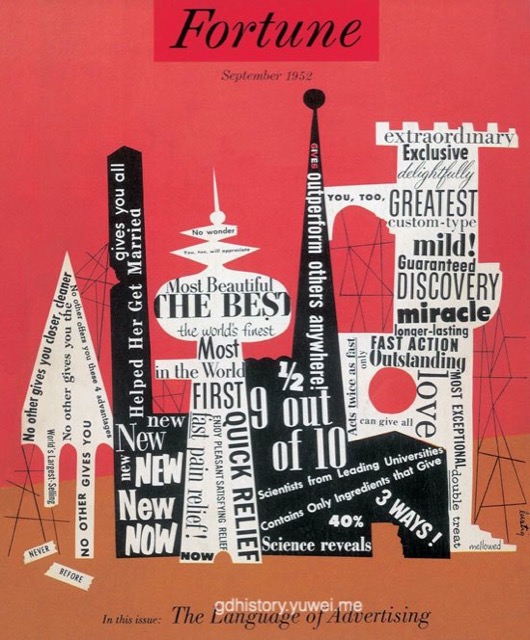 Fortune
September 1952
No other gives you closer, cleaner
No other gives you the
No other offers you these 4 advantages
World's Largest-Selling
NO OTHER GIVES YOU
NEVER
BEFORE
gives you all
Helped Her Get Married
new
New
new
NEW
New
NOW
No wonder
You, too, will appreciate
Most Beautiful
THE BEST
the world's finest
Most
in the World
FIRST
fast pain relief!
ENJOY PLEASANT SATISFYING RELIEF
QUICK RELIEF
NOW
GIVES
outperform others anywhere!
1/2
9 out
of 10
Scientists from Leading Universities
Contains Only Ingredients that Give
3 WAYS!
40%
Science reveals
YOU, TOO,
extraordinary
Exclusive
delightfully
GREATEST
custom-type
mild!
Guaranteed
DISCOVERY
miracle
longer-lasting
FAST ACTION
Outstanding
Acts twice as fast
only
can give all
Love
MOST EXCEPTIONAL
double treat
mellowed
lustig
In this issue: The Language of Advertising
gdhistory.yuwei.me